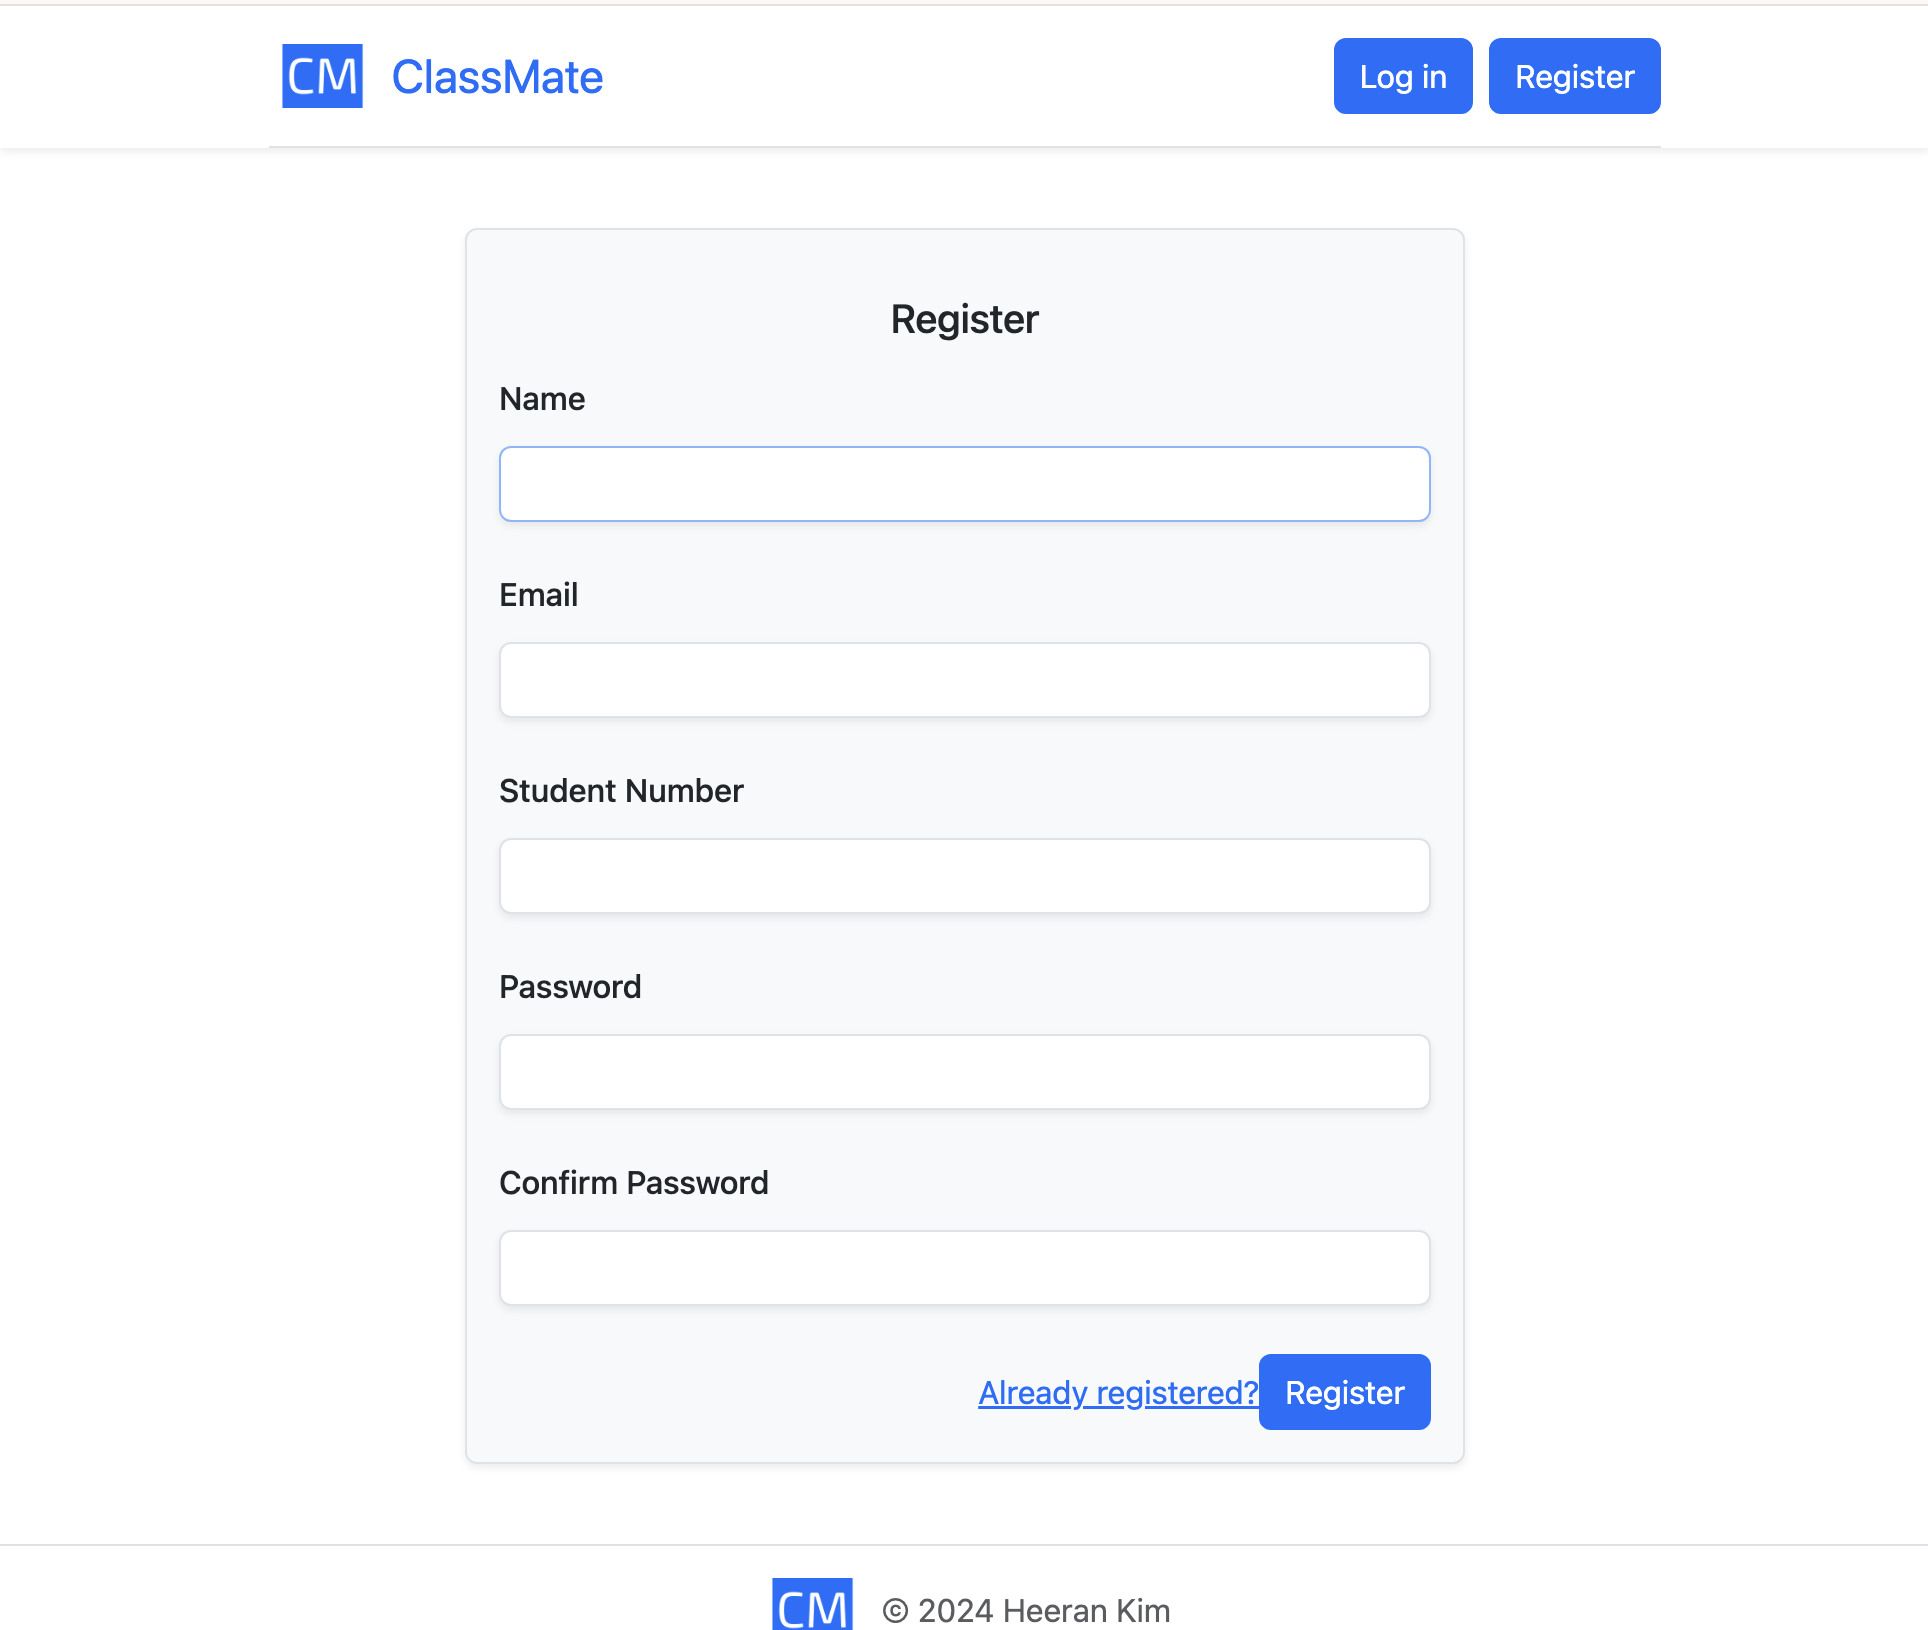 CM ClassMate Log in Register
Register
Name
Email
Student Number
Password
Confirm Password
Already registered? Register
CM © 2024 Heeran Kim